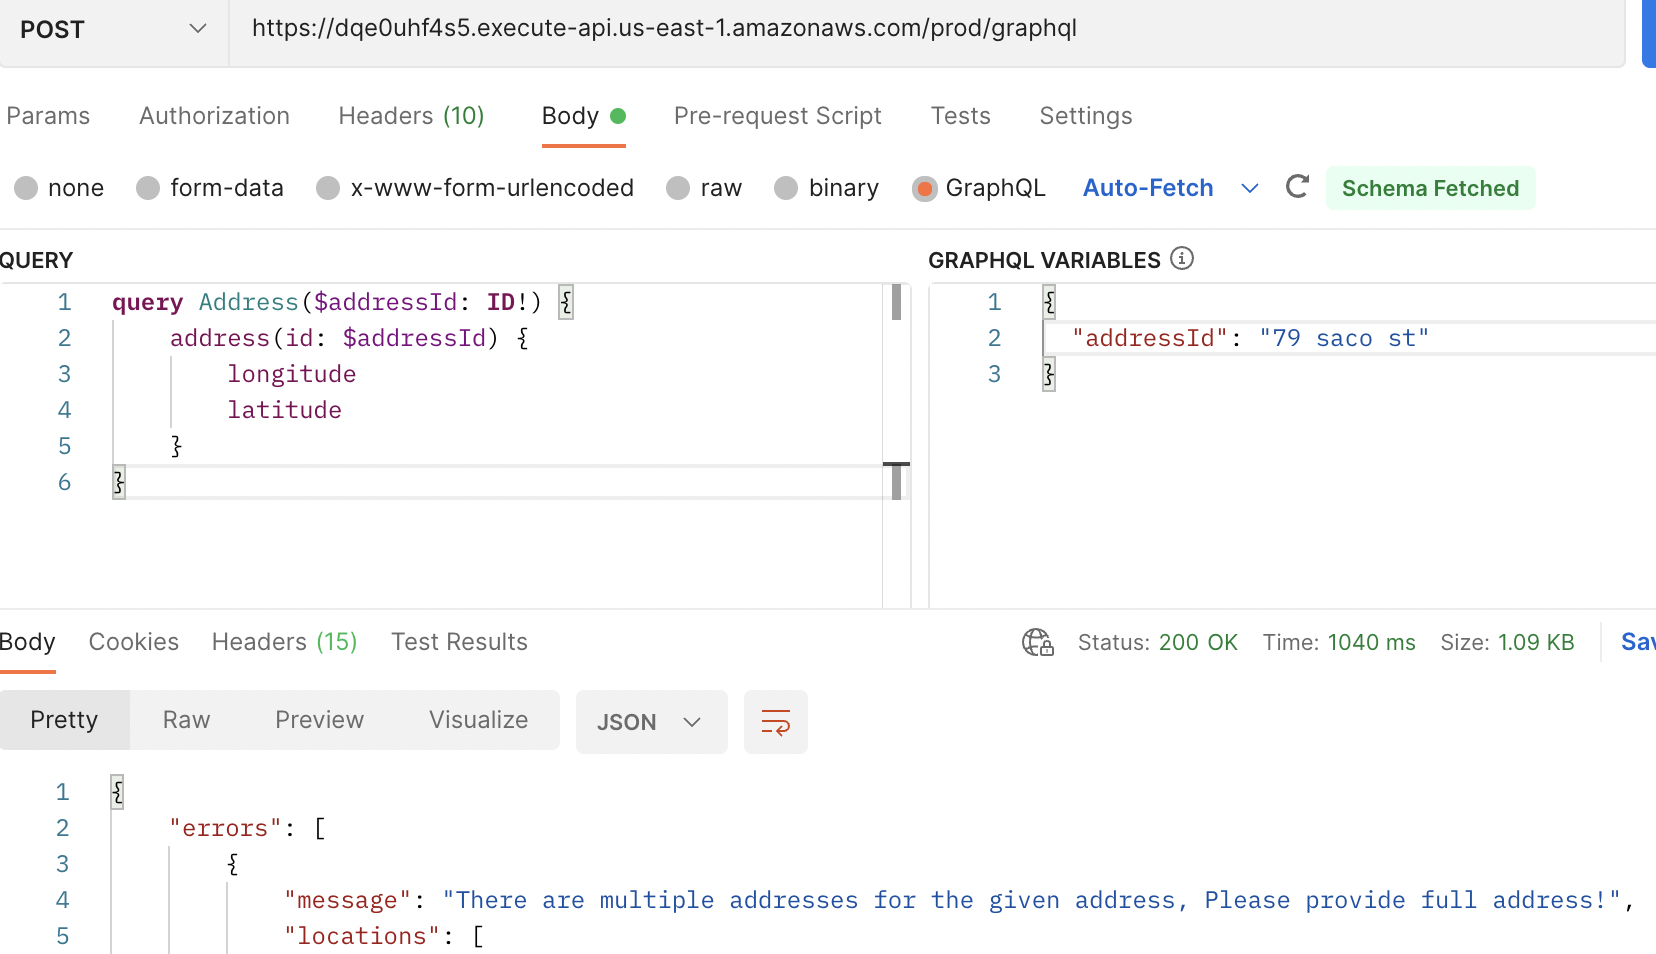 POST https://dqe0uhf4s5.execute-api.us-east-1.amazonaws.com/prod/graphql
Params Authorization Headers (10) Body Pre-request Script Tests Settings
none form-data x-www-form-urlencoded raw binary GraphQL Auto-Fetch Schema Fetched
QUERY
1 query Address($addressId: ID!) {
2 address(id: $addressId) {
3 longitude
4 latitude
5 }
6 }
GRAPHQL VARIABLES
1 {
2 "addressId": "79 saco st"
3 }
Body Cookies Headers (15) Test Results Status: 200 OK Time: 1040 ms Size: 1.09 KB Sav
Pretty Raw Preview Visualize JSON
1 {
2 "errors": [
3 {
4 "message": "There are multiple addresses for the given address, Please provide full address!",
5 "locations": [